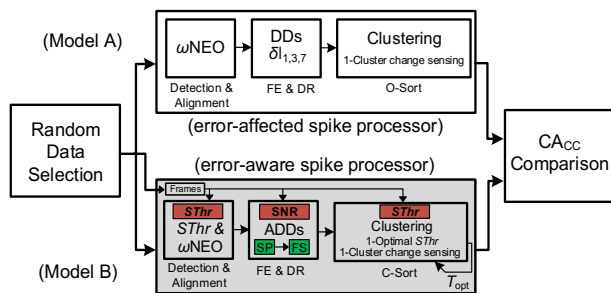 (Model A)
ωNEO
Detection &
Alignment
DDs
δ|1,3,7
FE & DR
Clustering
1-Cluster change sensing
O-Sort
(error-affected spike processor)
Random
Data
Selection
CACC
Comparison
(error-aware spike processor)
Frames
SThr
SThr &
ωNEO
Detection &
Alignment
SNR
ADDs
SP
FS
FE & DR
SThr
Clustering
1-Optimal SThr
1-Cluster change sensing
C-Sort
Topt
(Model B)